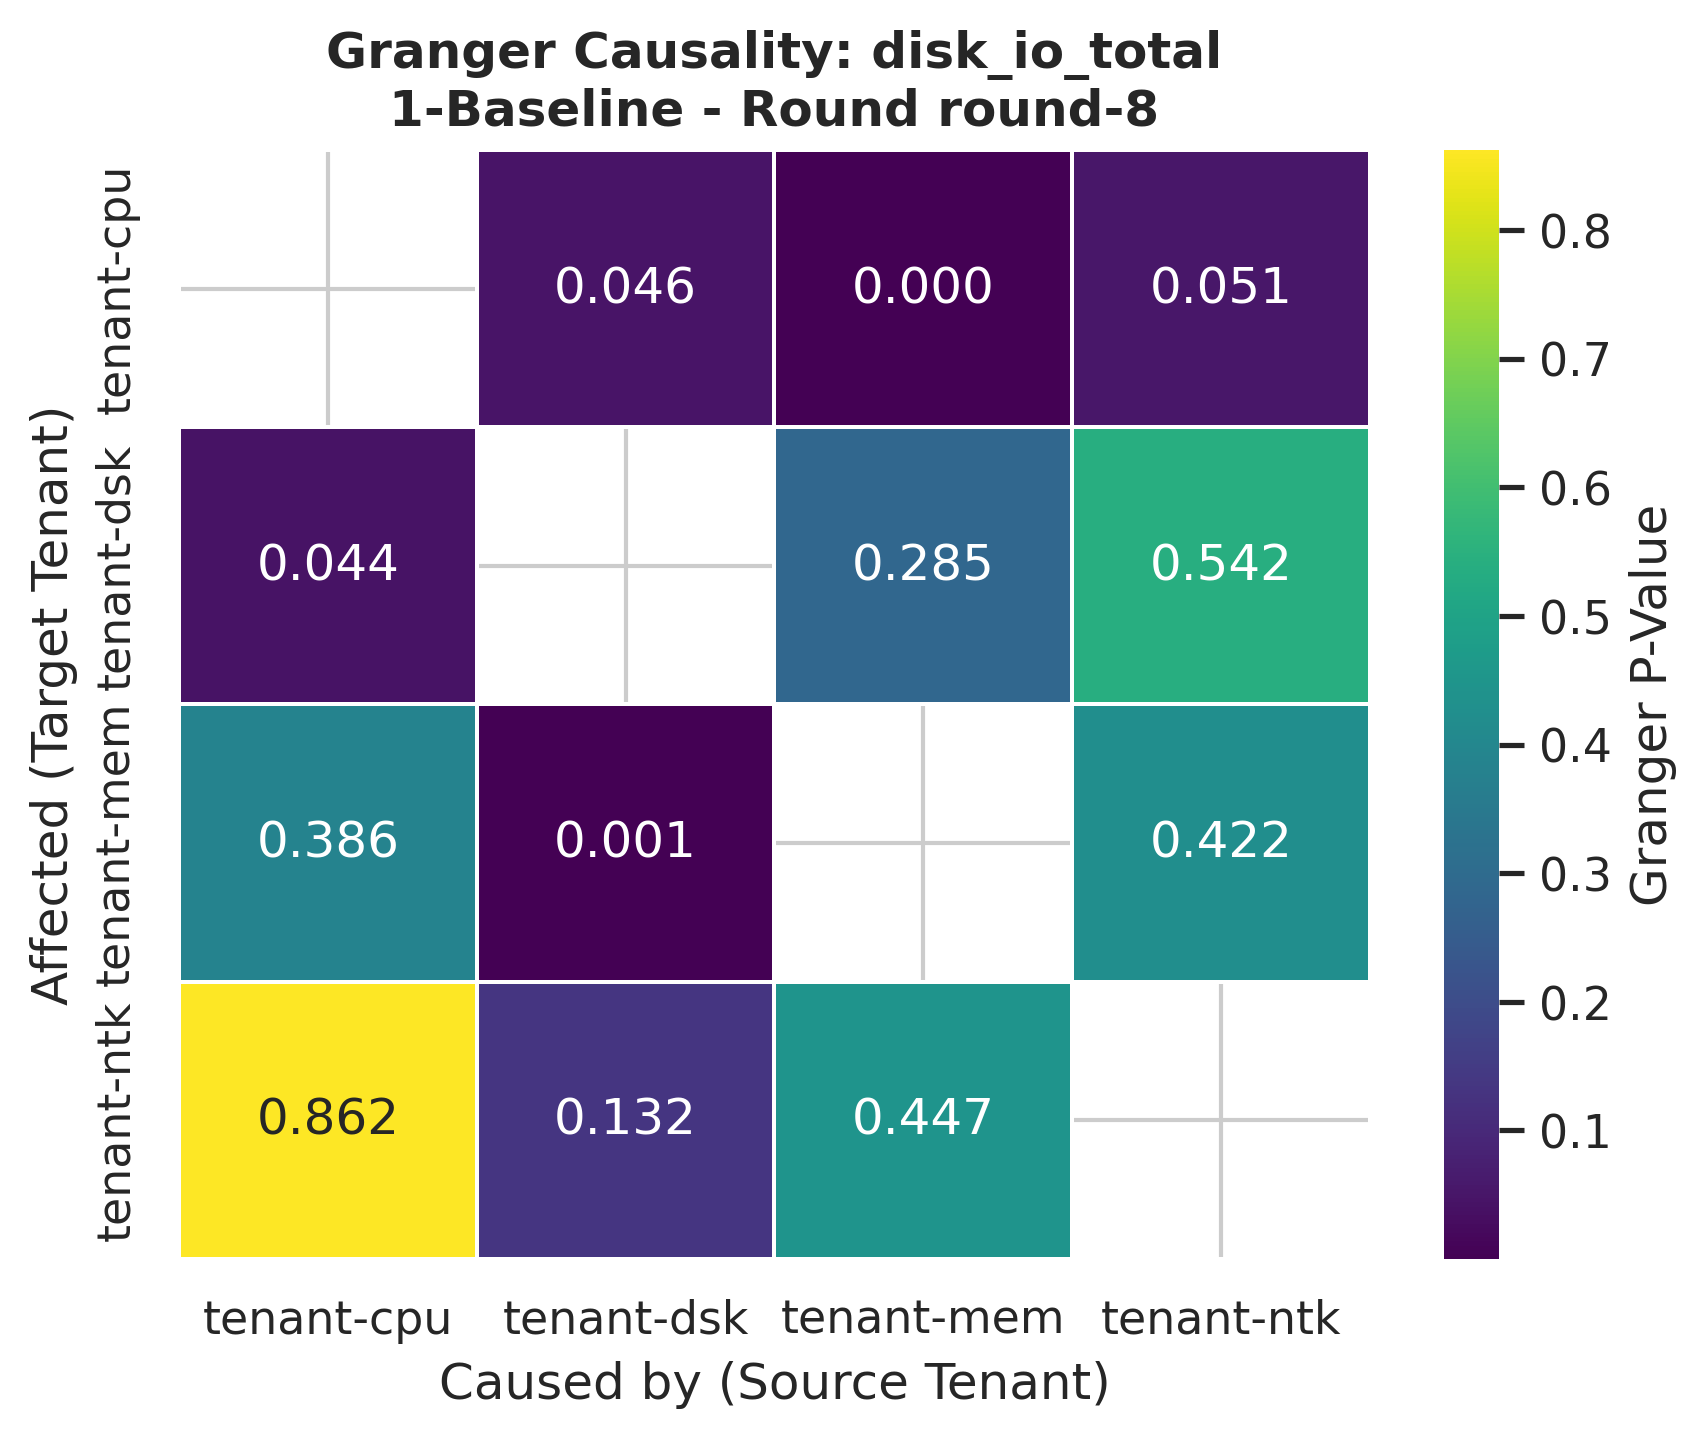 Granger Causality: disk_io_total
1-Baseline - Round round-8
Affected (Target Tenant)
tenant-cpu
0.046 0.000 0.051
tenant-dsk
0.044 0.285 0.542
tenant-mem
0.386 0.001 0.422
tenant-ntk
0.862 0.132 0.447
tenant-cpu tenant-dsk tenant-mem tenant-ntk
Caused by (Source Tenant)
0.8
0.7
0.6
0.5
0.4
0.3
0.2
0.1
Granger P-Value